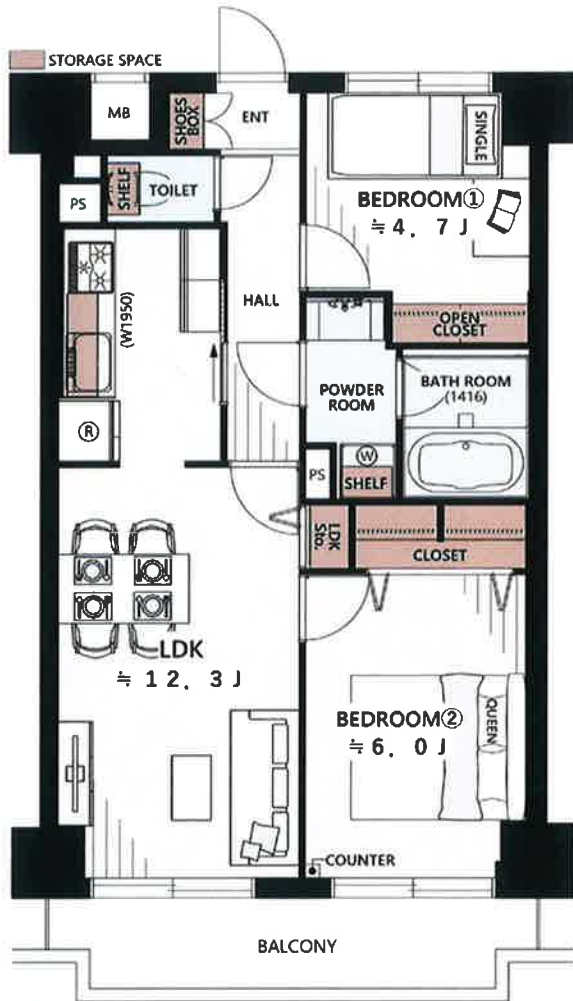 STORAGE SPACE
MB
SHOES
BOX
ENT
SINGLE
SHELF
TOILET
PS
BEDROOM①
≒4.7J
(W1950)
HALL
OPEN
CLOSET
POWDER
ROOM
BATH ROOM
(1416)
R
W
PS
SHELF
LDK
Sto.
CLOSET
LDK
≒12.3J
BEDROOM②
≒6.0J
QUEEN
COUNTER
BALCONY